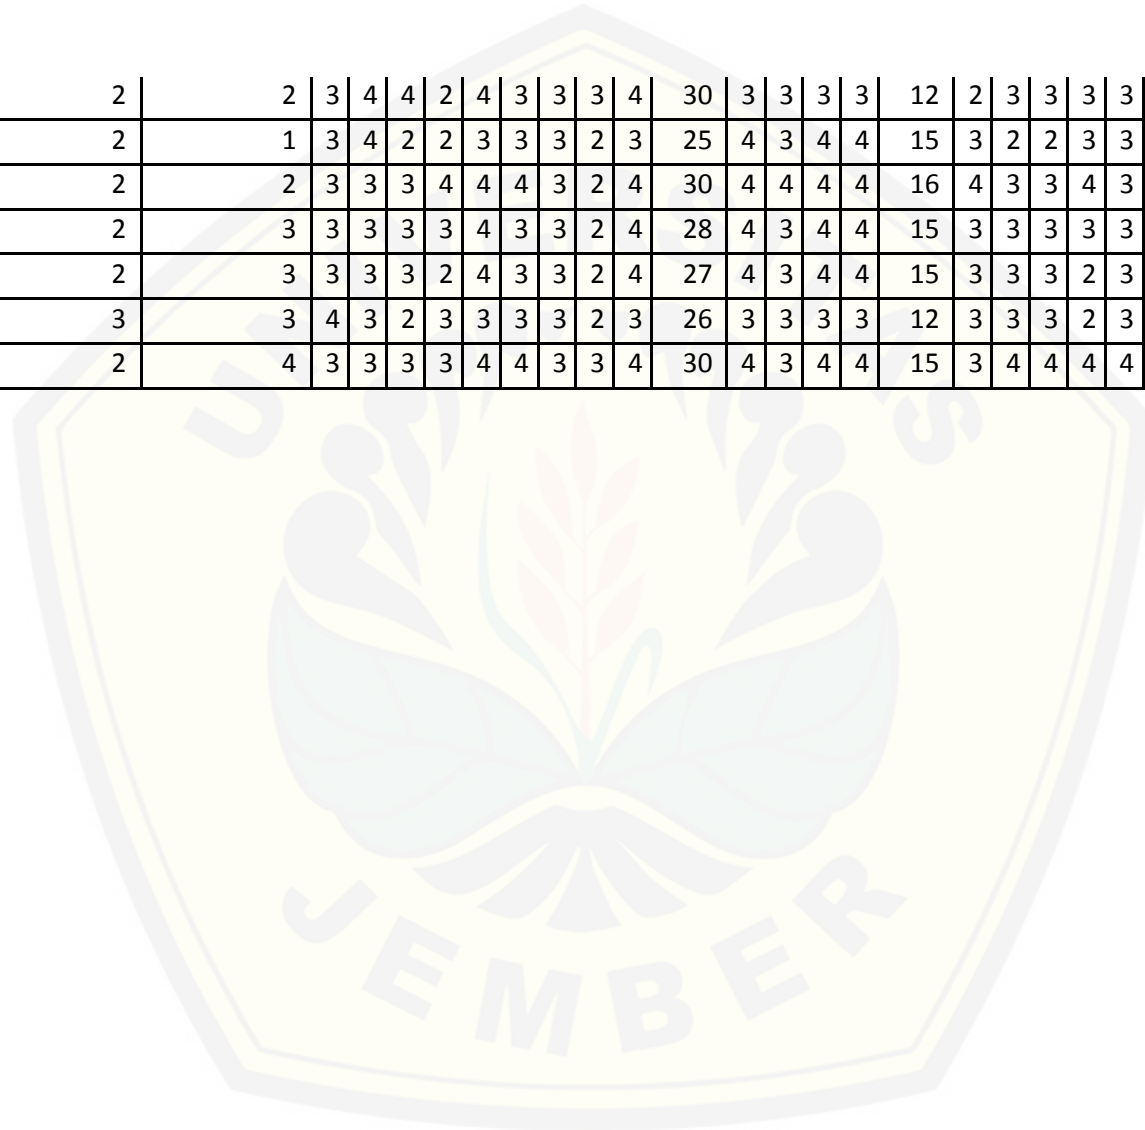 2 2 3 4 4 2 4 3 3 3 4 30 3 3 3 3 12 2 3 3 3 3
2 1 3 4 2 2 3 3 3 2 3 25 4 3 4 4 15 3 2 2 3 3
2 2 3 3 3 4 4 4 3 2 4 30 4 4 4 4 16 4 3 3 4 3
2 3 3 3 3 3 4 3 3 2 4 28 4 3 4 4 15 3 3 3 3 3
2 3 3 3 3 2 4 3 3 2 4 27 4 3 4 4 15 3 3 3 2 3
3 3 4 3 2 3 3 3 3 2 3 26 3 3 3 3 12 3 3 3 2 3
2 4 3 3 3 3 4 4 3 3 4 30 4 3 4 4 15 3 4 4 4 4
UNIVERSITAS
JEMBER